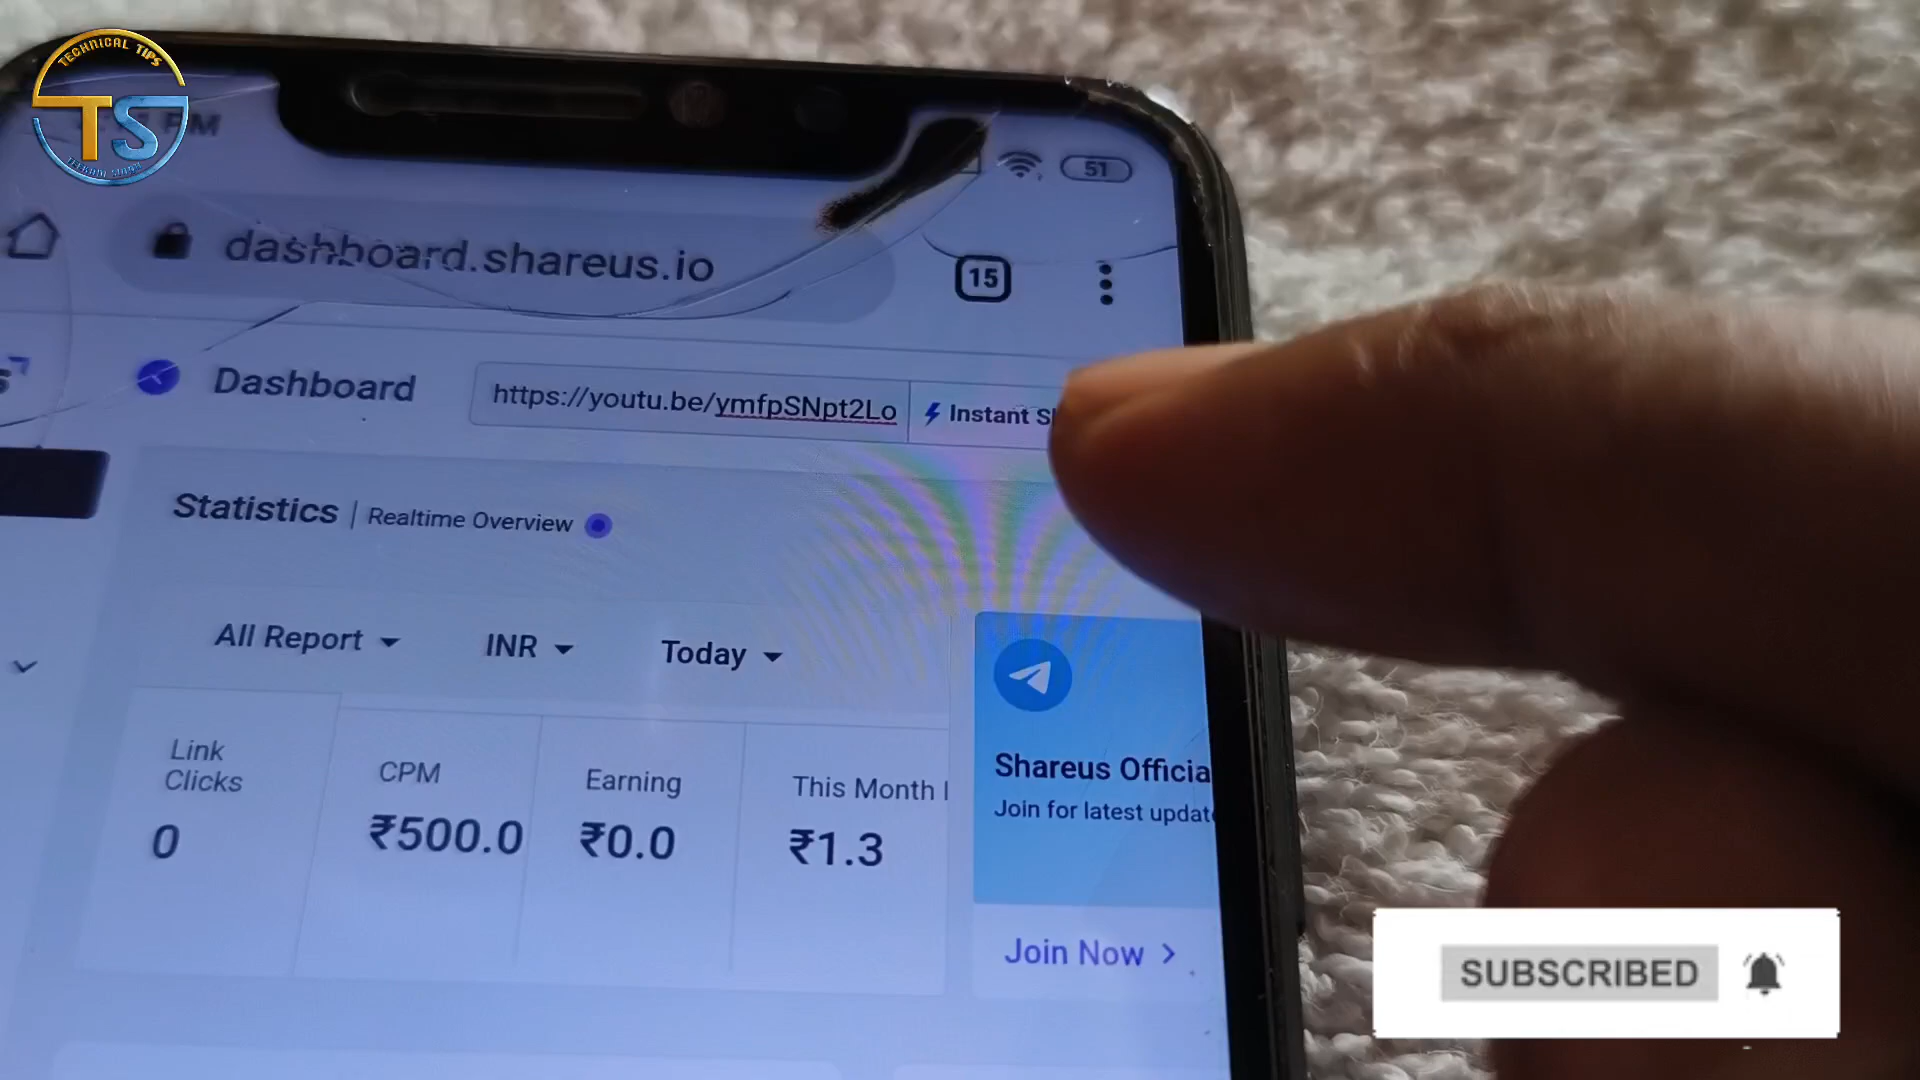 TECHNICAL TIPS
TS
PM
51
dashboard.shareus.io
15
Dashboard
https://youtu.be/ymfpSNpt2Lo
Instant
Statistics | Realtime Overview
All Report
INR
Today
Link
Clicks
0
CPM
₹500.0
Earning
₹0.0
This Month
₹1.3
Shareus Officia
Join for latest update
Join Now >
SUBSCRIBED